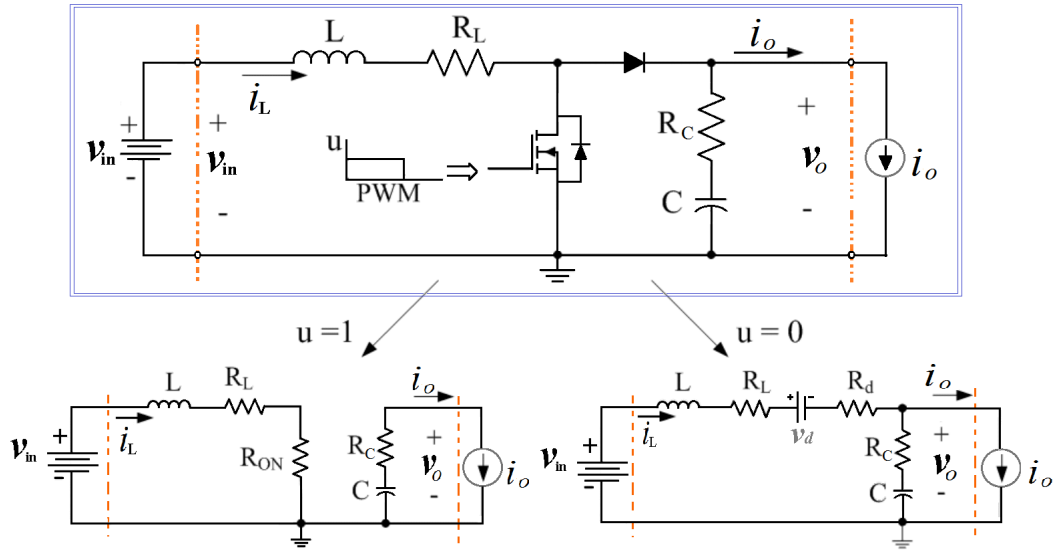 L R_L i_o
i_L
+ v_in - + v_in -
u PWM
R_C C
+ v_o - i_o
u =1 u = 0
L R_L i_o
+ v_in - i_L R_ON R_C C + v_o - i_o
L R_L + - v_d R_d i_o
+ v_in - i_L R_C C + v_o - i_o